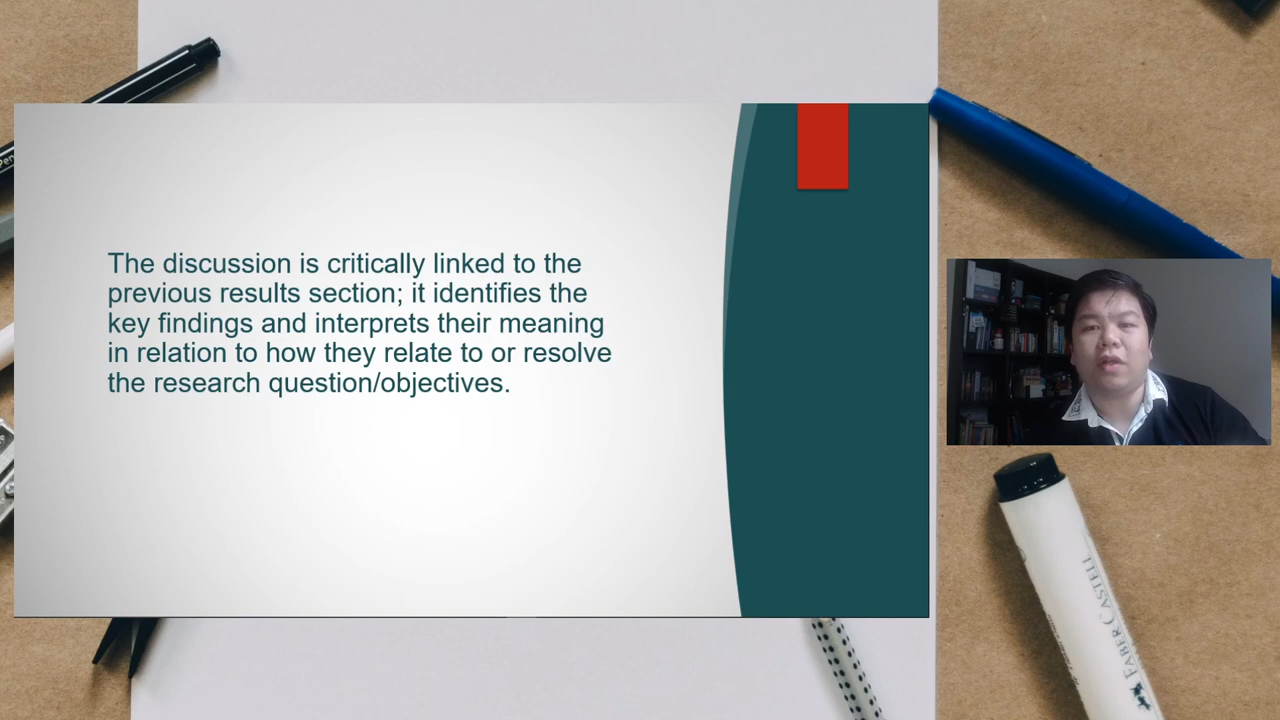 The discussion is critically linked to the
previous results section; it identifies the
key findings and interprets their meaning
in relation to how they relate to or resolve
the research question/objectives.
FABER CASTELL